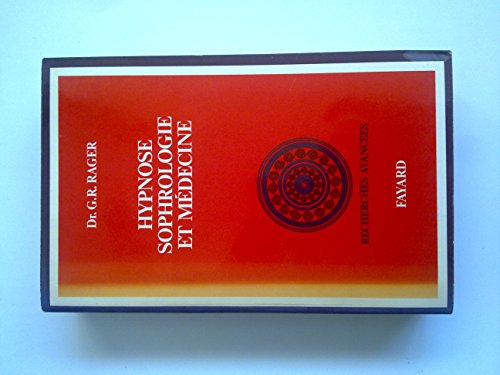 Dr. G.R. RAGER
HYPNOSE
SOPHROLOGIE
ET MÉDECINE
RECHERCHES AVANCÉES
FAYARD